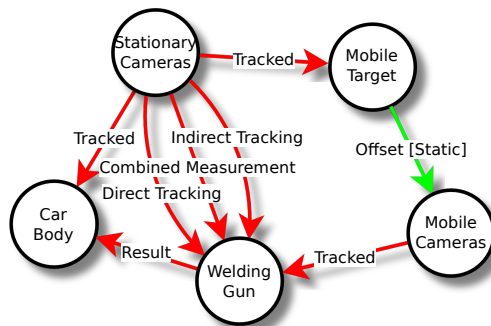 Stationary
Cameras
Tracked
Mobile
Target
Tracked
Indirect Tracking
Offset [Static]
Combined Measurement
Direct Tracking
Car
Body
Mobile
Cameras
Result
Welding
Gun
Tracked